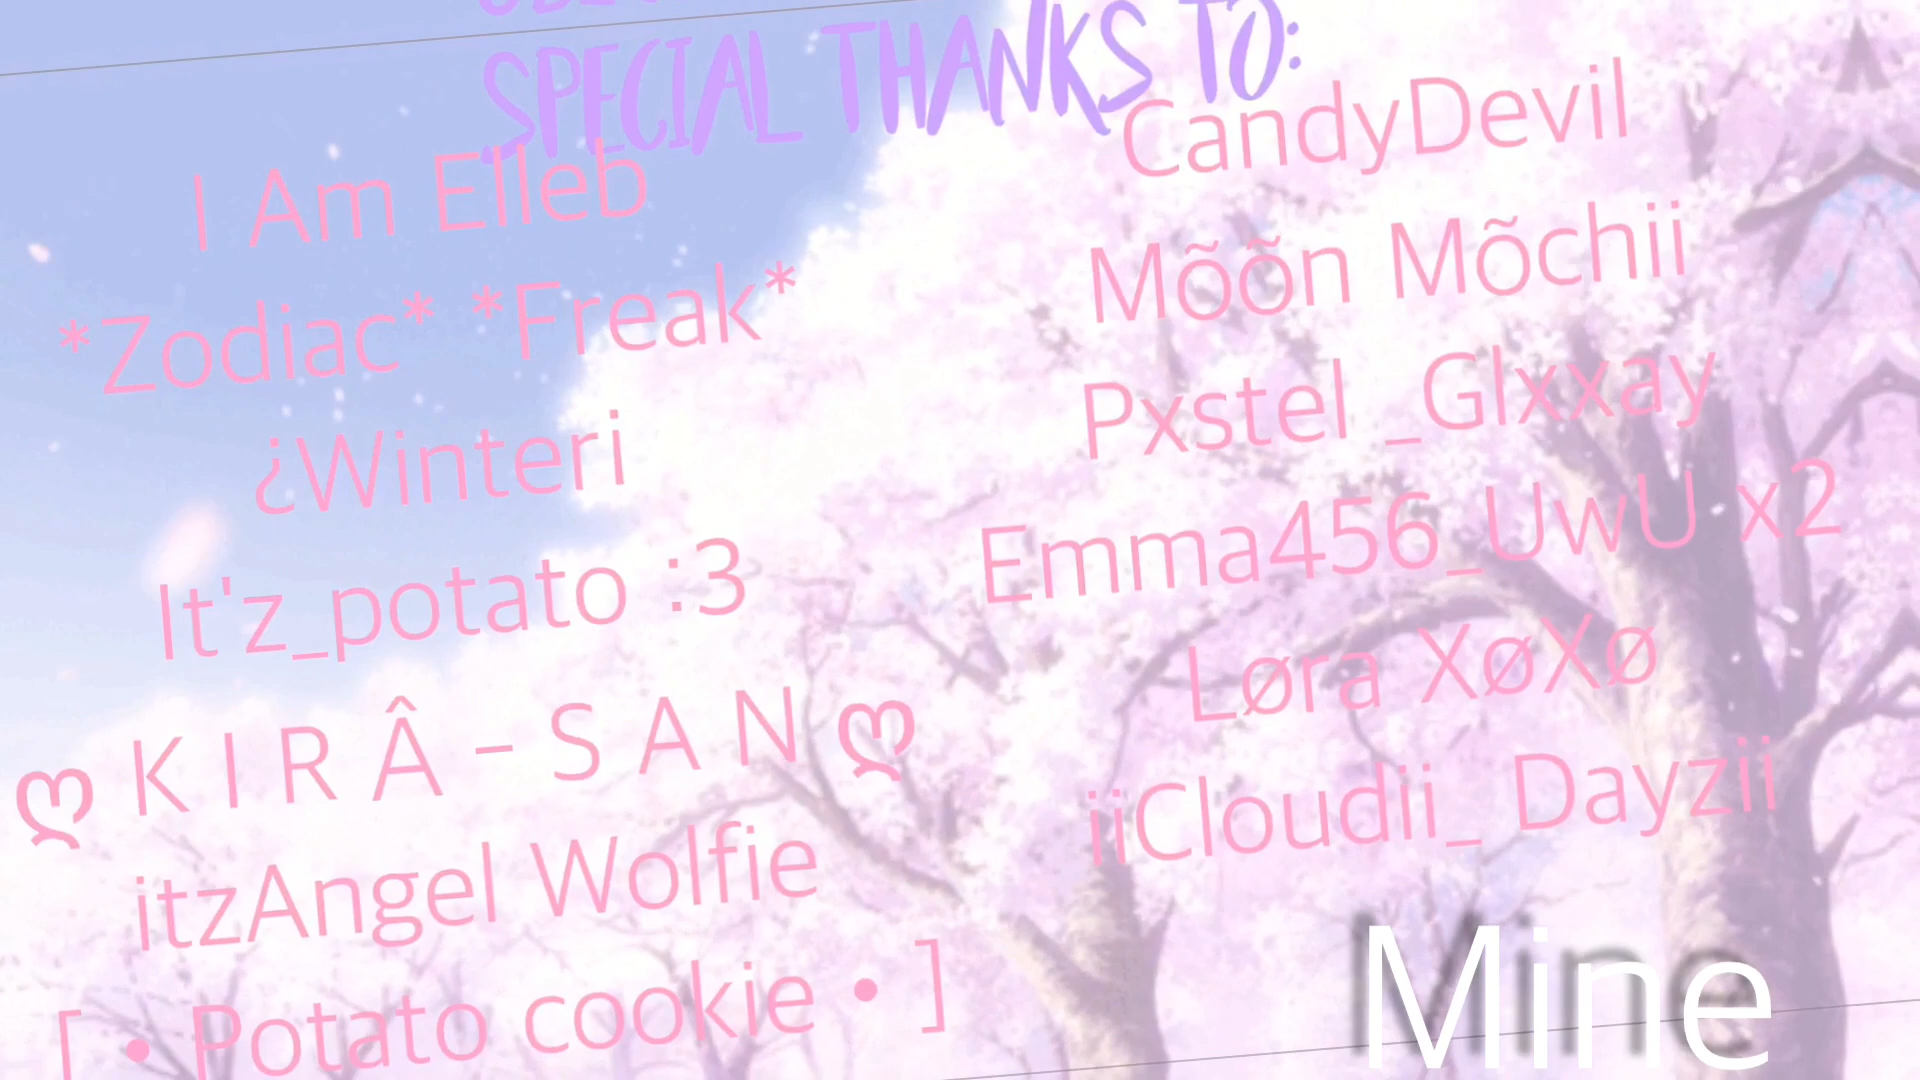 SPECIAL THANKS TO:
I Am Elleb
*Zodiac* *Freak*
¿Winteri
It'z_potato :3
ღ K I R Â - S A N ღ
itzAngel Wolfie
[ • Potato cookie • ]
CandyDevil
Mõõn Mõchii
Pxstel _Glxxay
Emma456_UwU x2
Løra XøXø
iiCloudii_ Dayzii
Mine